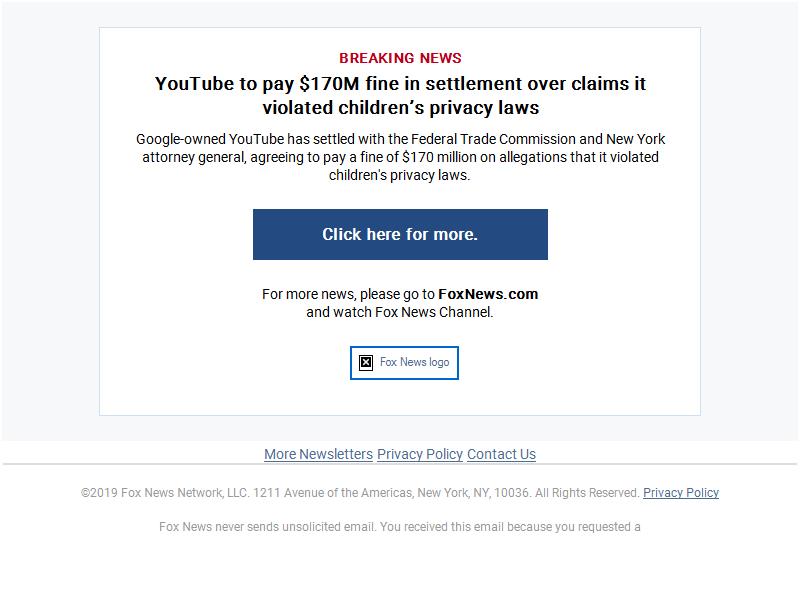 BREAKING NEWS
YouTube to pay $170M fine in settlement over claims it
violated children’s privacy laws
Google-owned YouTube has settled with the Federal Trade Commission and New York
attorney general, agreeing to pay a fine of $170 million on allegations that it violated
children's privacy laws.
Click here for more.
For more news, please go to FoxNews.com
and watch Fox News Channel.
Fox News logo
More Newsletters Privacy Policy Contact Us
©2019 Fox News Network, LLC. 1211 Avenue of the Americas, New York, NY, 10036. All Rights Reserved. Privacy Policy
Fox News never sends unsolicited email. You received this email because you requested a